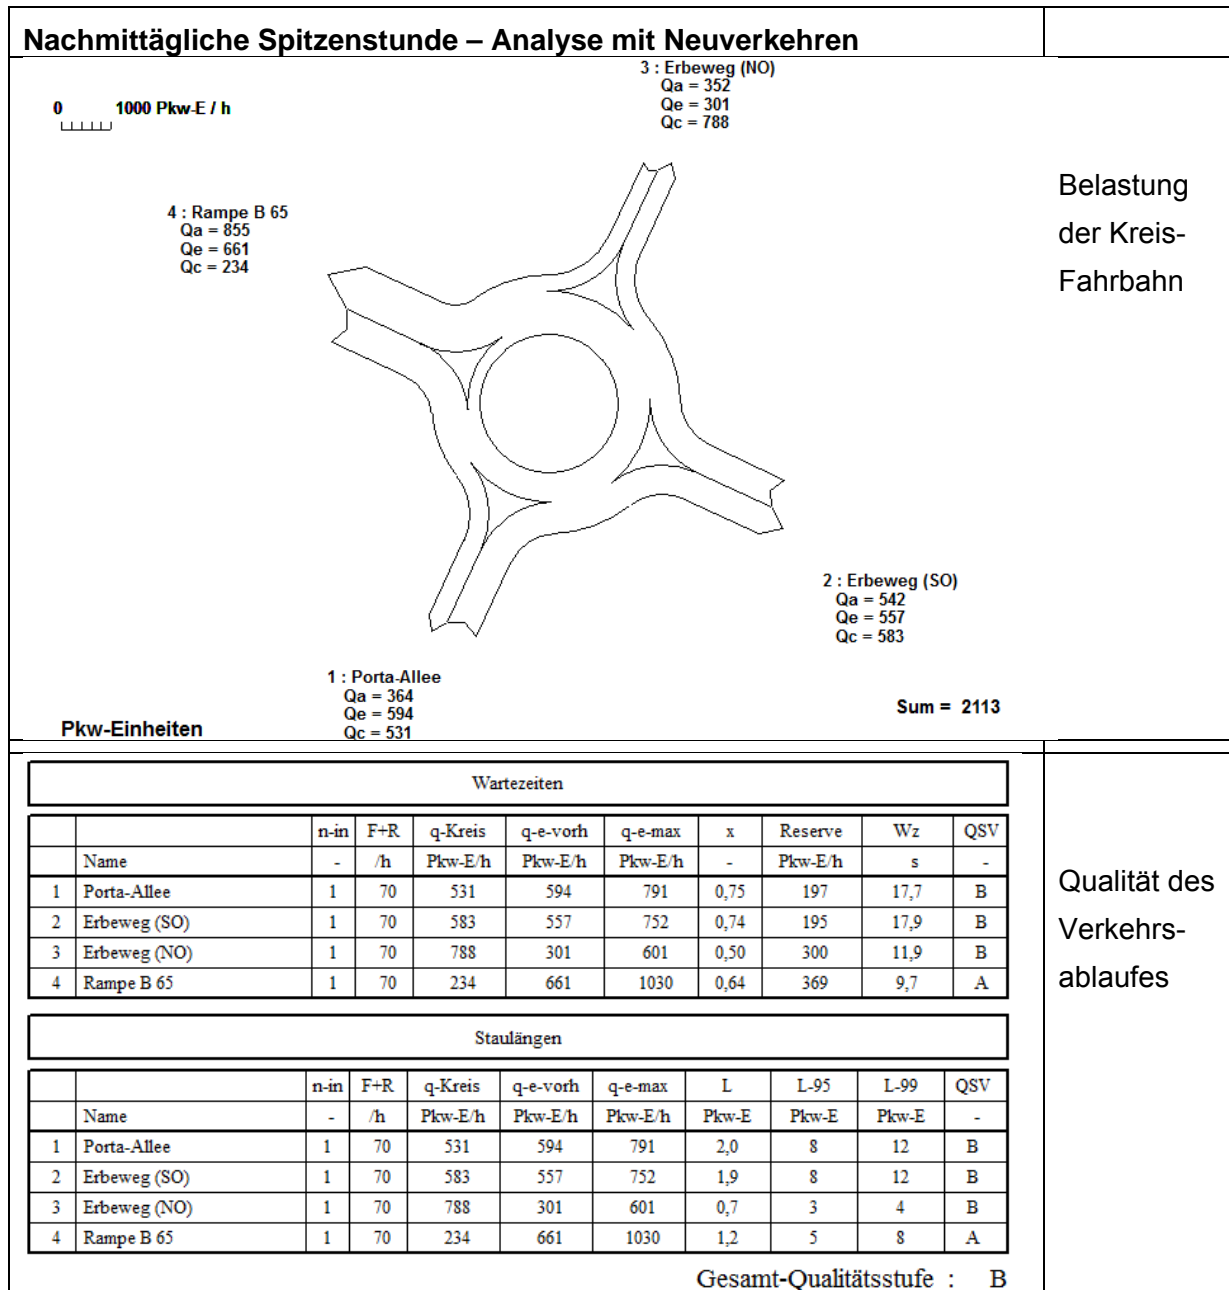 Nachmittägliche Spitzenstunde – Analyse mit Neuverkehren
0 1000 Pkw-E / h
3 : Erbeweg (NO)
Qa = 352
Qe = 301
Qc = 788
4 : Rampe B 65
Qa = 855
Qe = 661
Qc = 234
Belastung
der Kreis-
Fahrbahn
2 : Erbeweg (SO)
Qa = 542
Qe = 557
Qc = 583
1 : Porta-Allee
Qa = 364
Qe = 594
Qc = 531
Sum = 2113
Pkw-Einheiten
Wartezeiten
n-in F+R q-Kreis q-e-vorh q-e-max x Reserve Wz QSV
Name - /h Pkw-E/h Pkw-E/h Pkw-E/h - Pkw-E/h s -
1 Porta-Allee 1 70 531 594 791 0,75 197 17,7 B
2 Erbeweg (SO) 1 70 583 557 752 0,74 195 17,9 B
3 Erbeweg (NO) 1 70 788 301 601 0,50 300 11,9 B
4 Rampe B 65 1 70 234 661 1030 0,64 369 9,7 A
Qualität des
Verkehrs-
ablaufes
Staulängen
n-in F+R q-Kreis q-e-vorh q-e-max L L-95 L-99 QSV
Name - /h Pkw-E/h Pkw-E/h Pkw-E/h Pkw-E Pkw-E Pkw-E -
1 Porta-Allee 1 70 531 594 791 2,0 8 12 B
2 Erbeweg (SO) 1 70 583 557 752 1,9 8 12 B
3 Erbeweg (NO) 1 70 788 301 601 0,7 3 4 B
4 Rampe B 65 1 70 234 661 1030 1,2 5 8 A
Gesamt-Qualitätsstufe : B